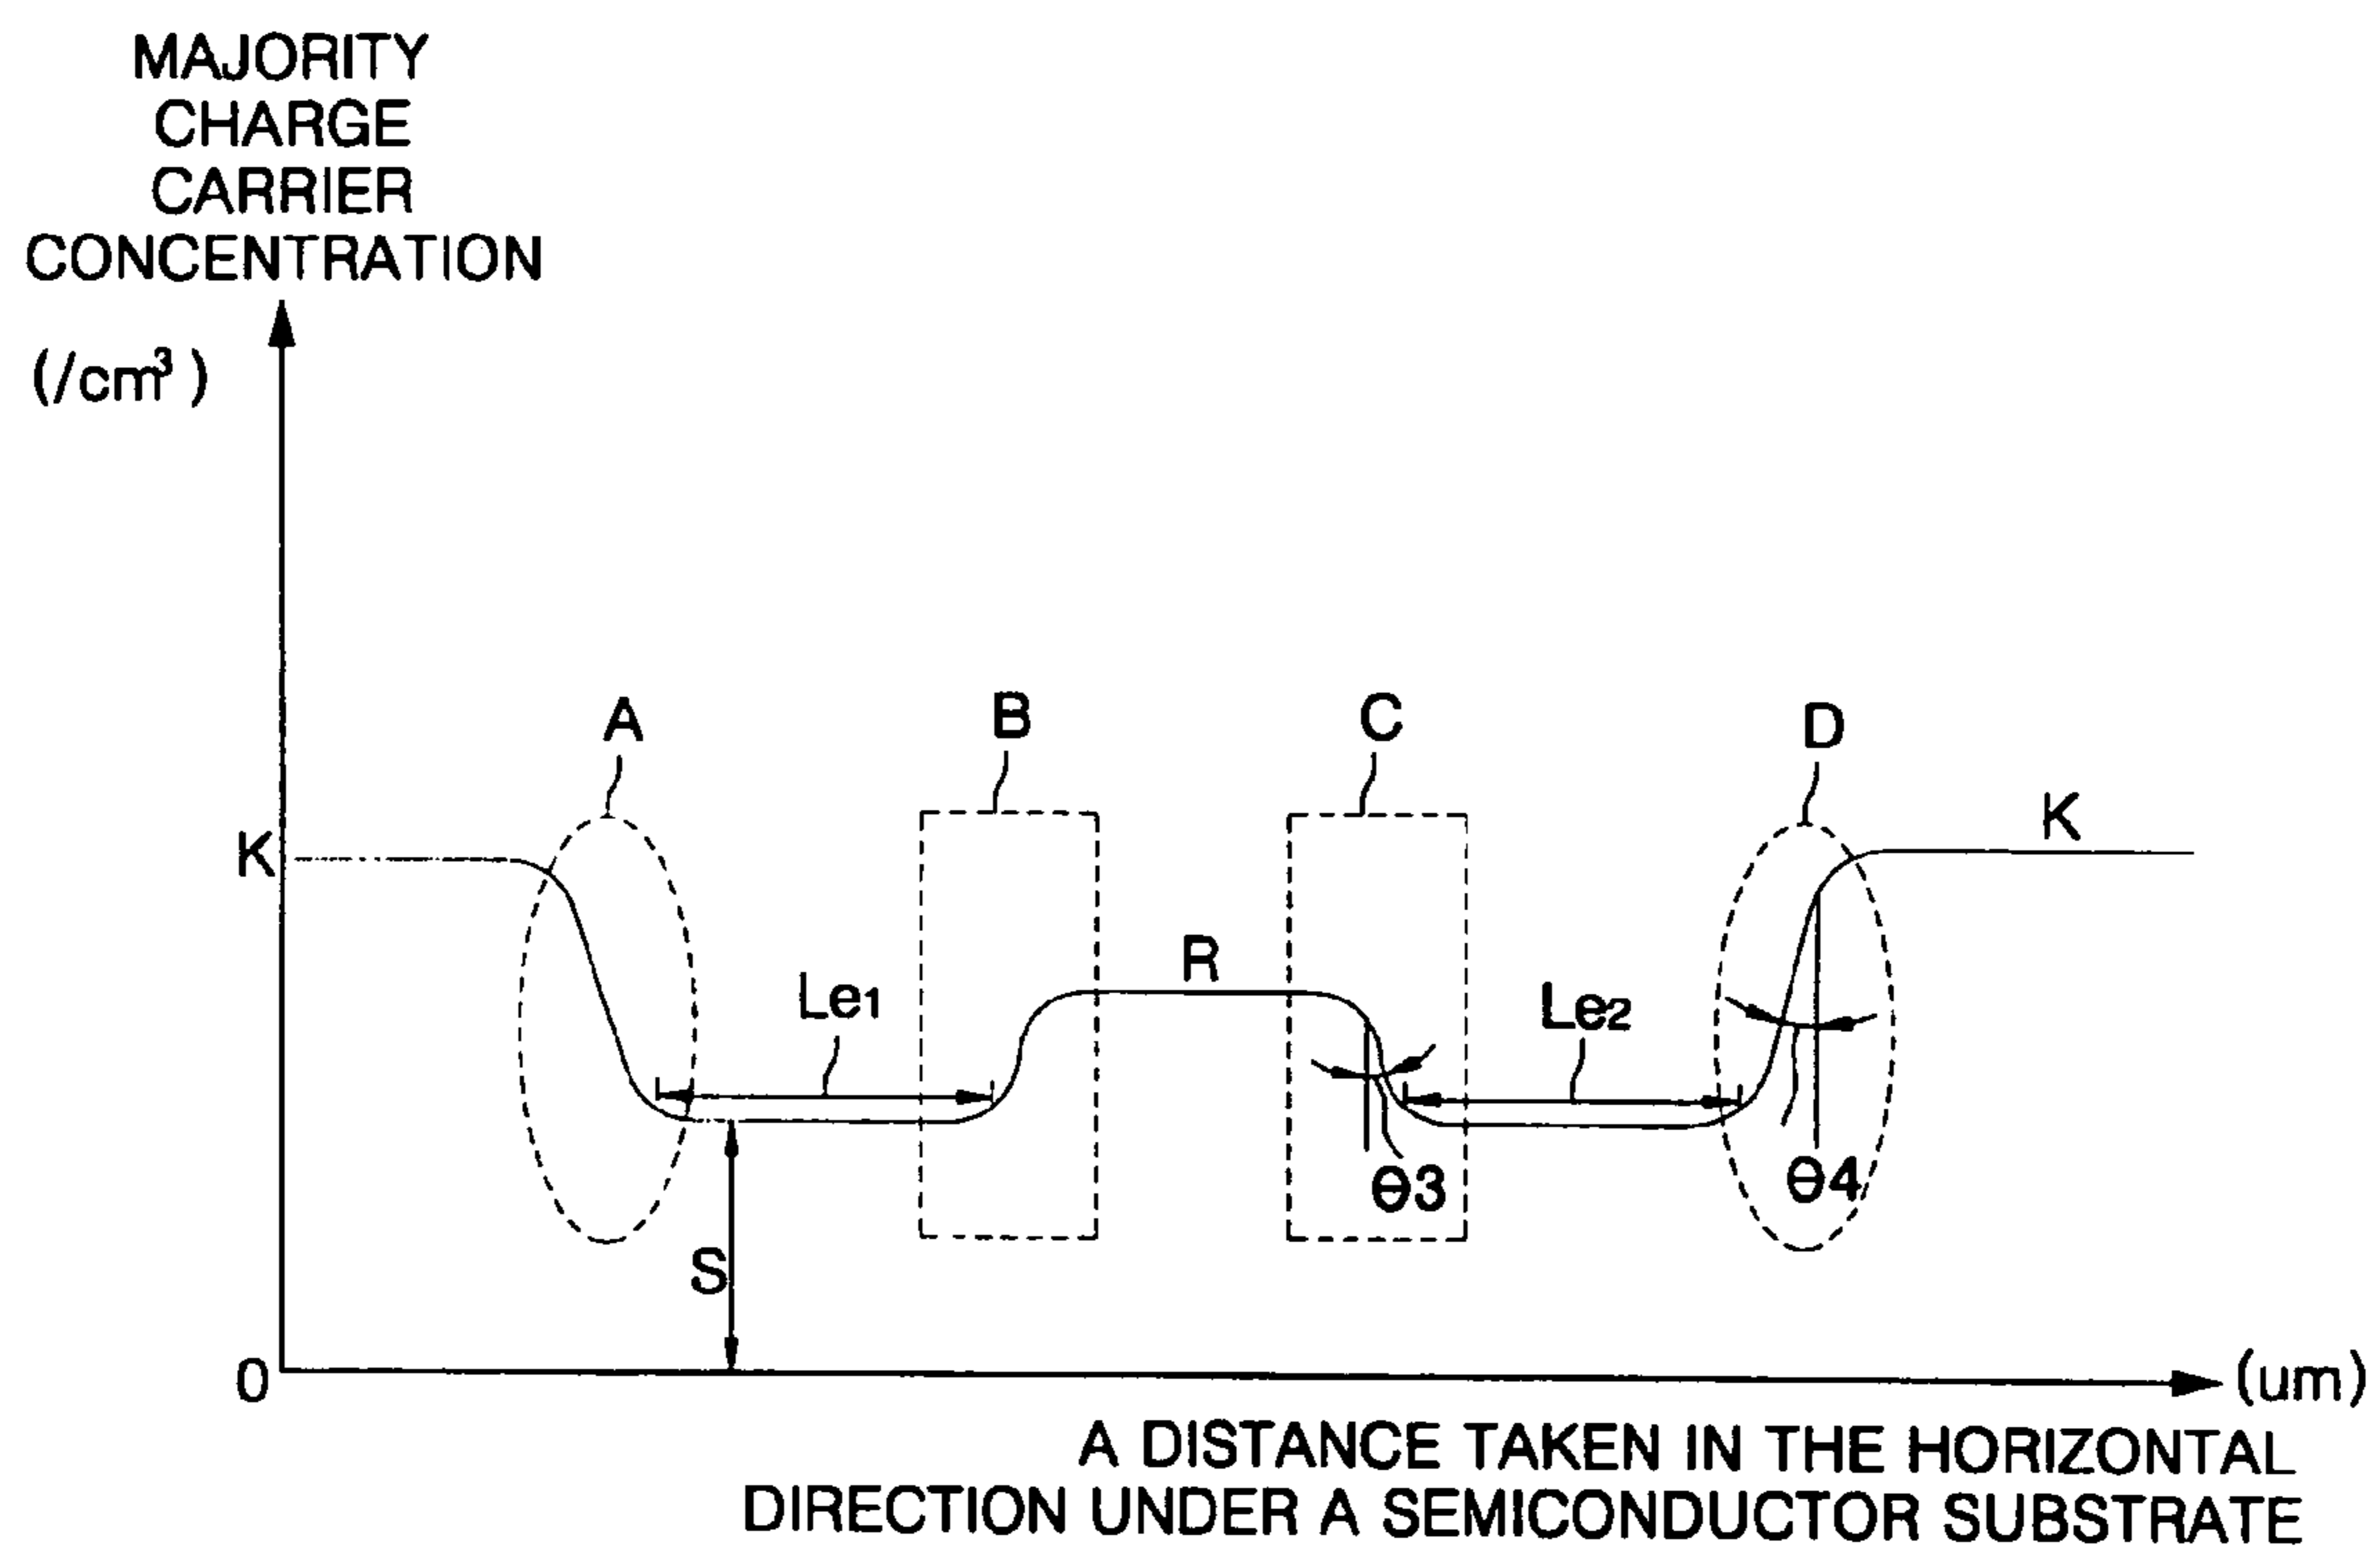 MAJORITY
CHARGE
CARRIER
CONCENTRATION
(/cm³)
A
B
C
D
K
K
R
Le1
Le2
S
θ3
θ4
0
(um)
A DISTANCE TAKEN IN THE HORIZONTAL
DIRECTION UNDER A SEMICONDUCTOR SUBSTRATE